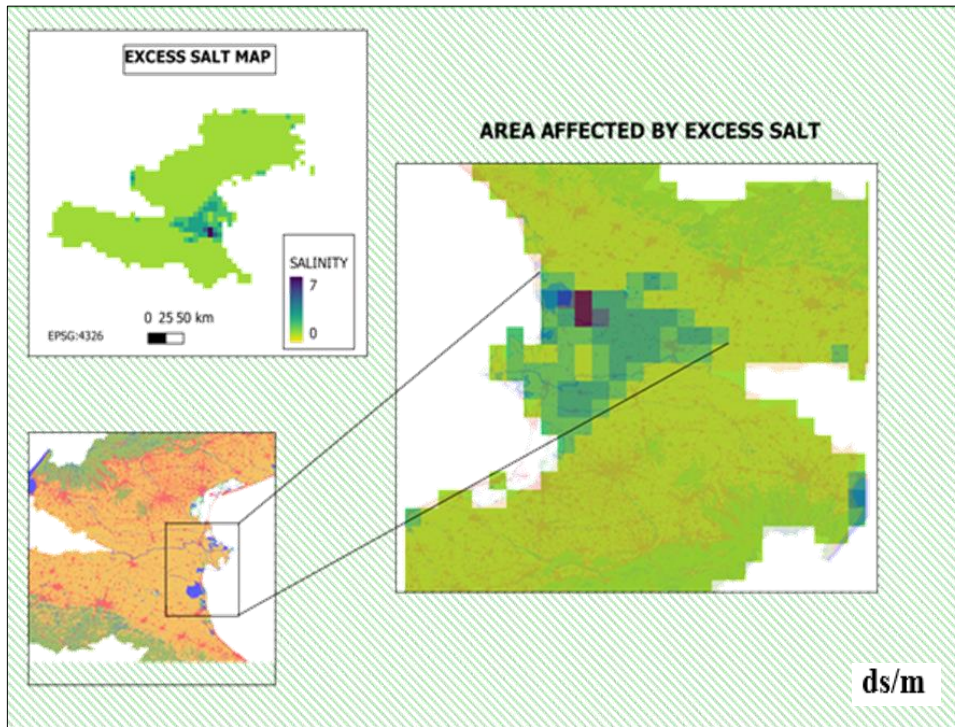 EXCESS SALT MAP
AREA AFFECTED BY EXCESS SALT
SALINITY
7
0
0 25 50 km
EPSG:4326
ds/m